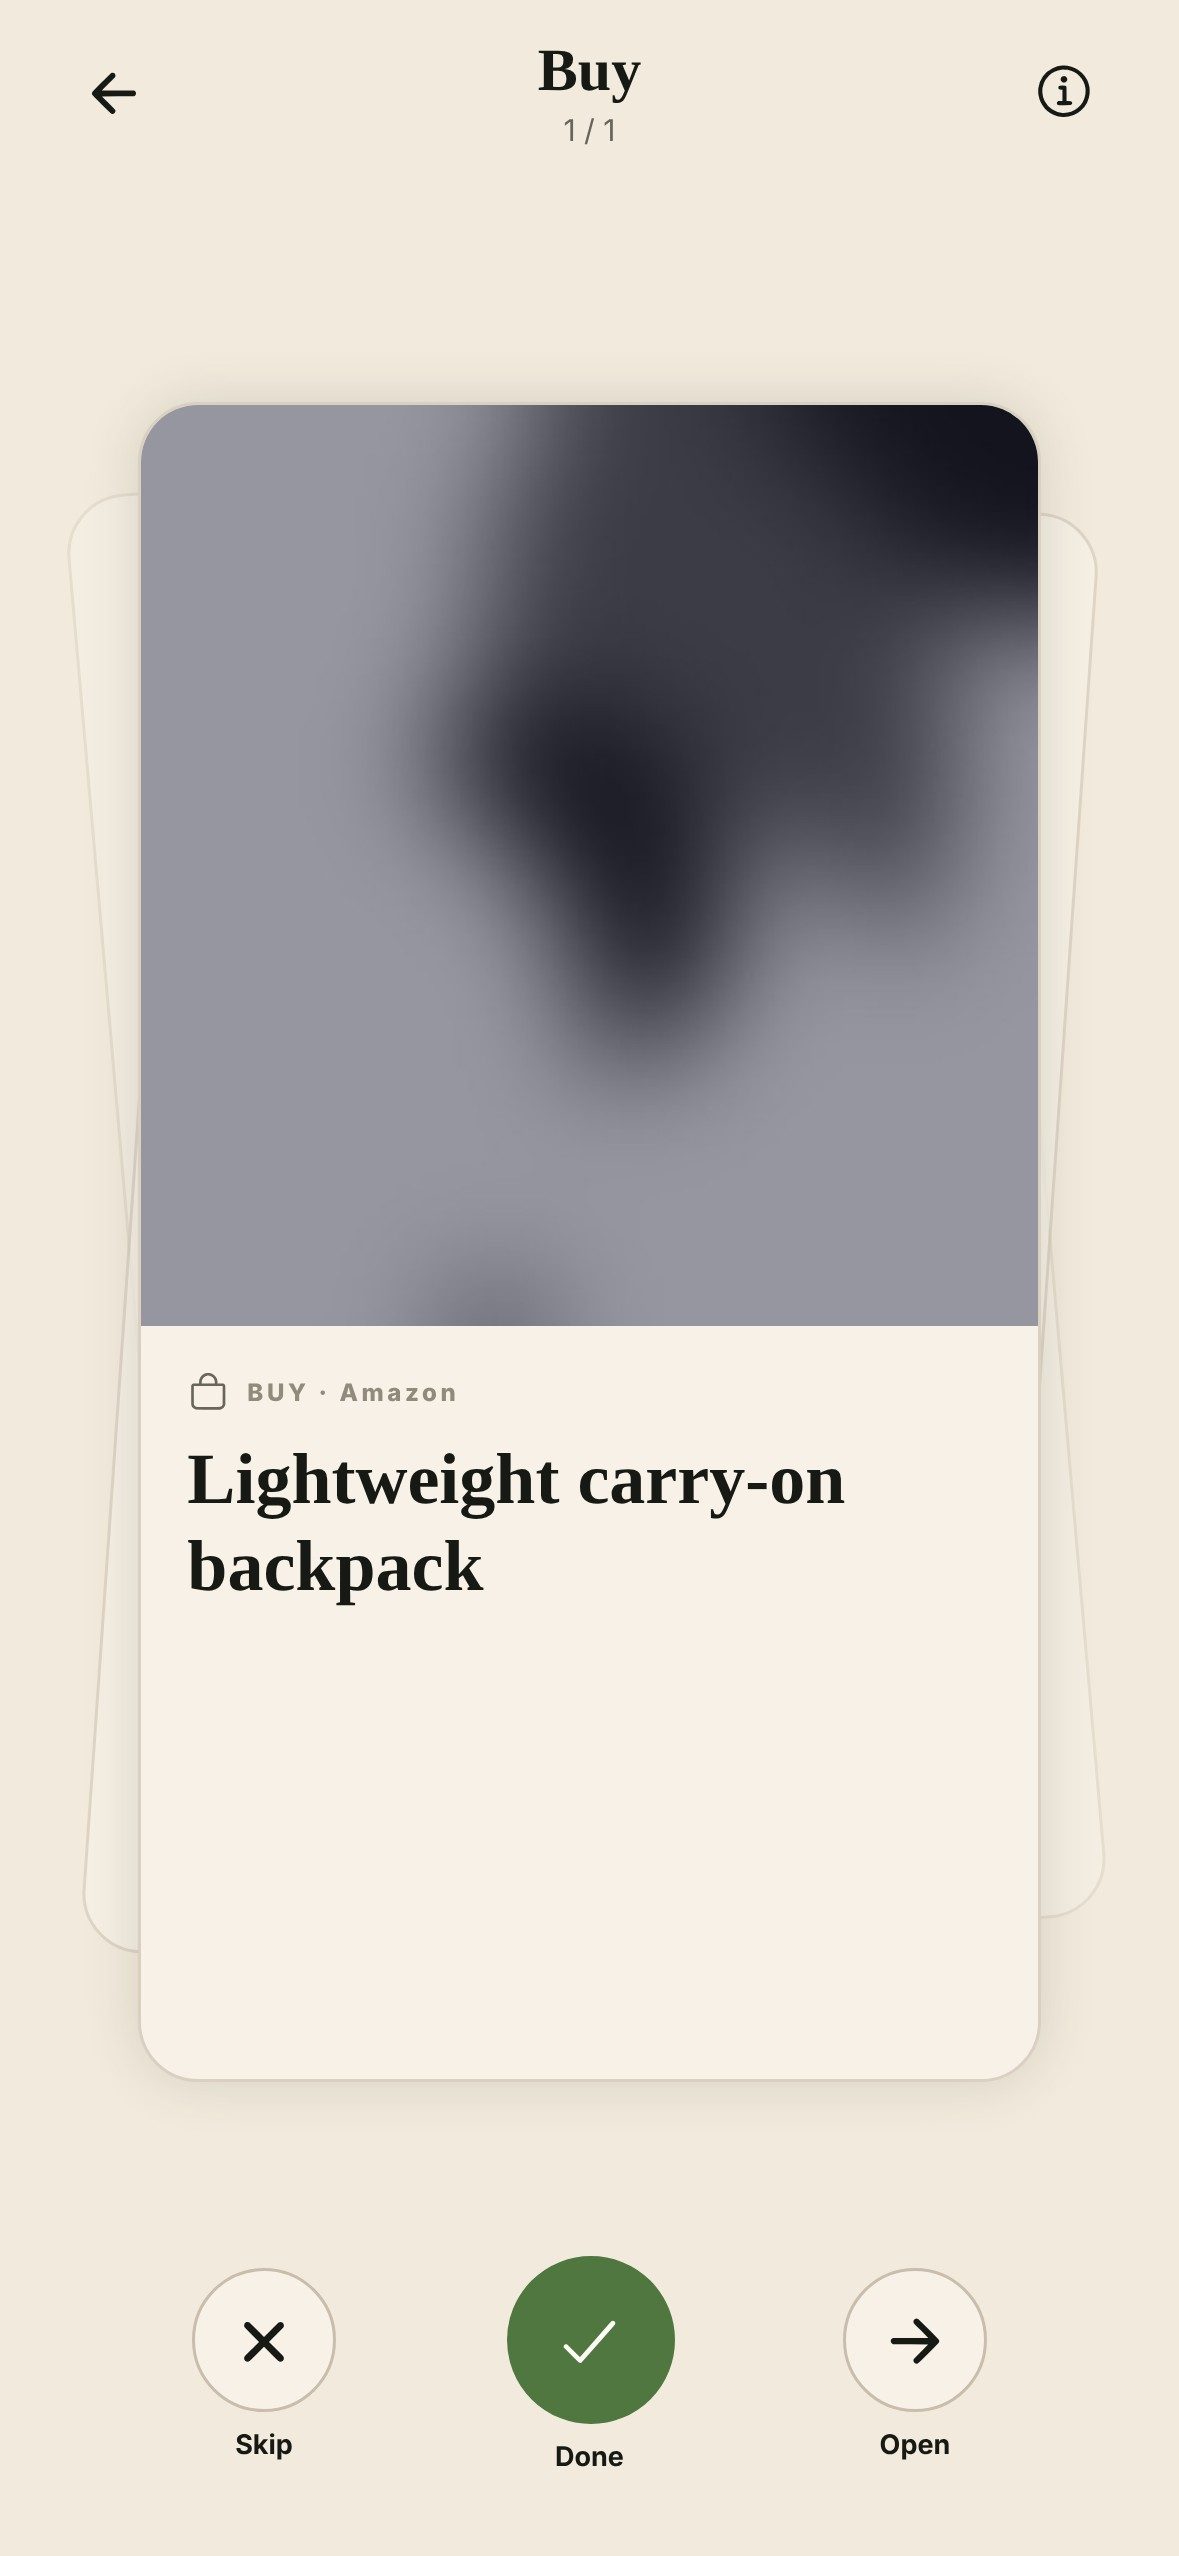 Buy
1 / 1
BUY · Amazon
Lightweight carry-on
backpack
Skip
Done
Open